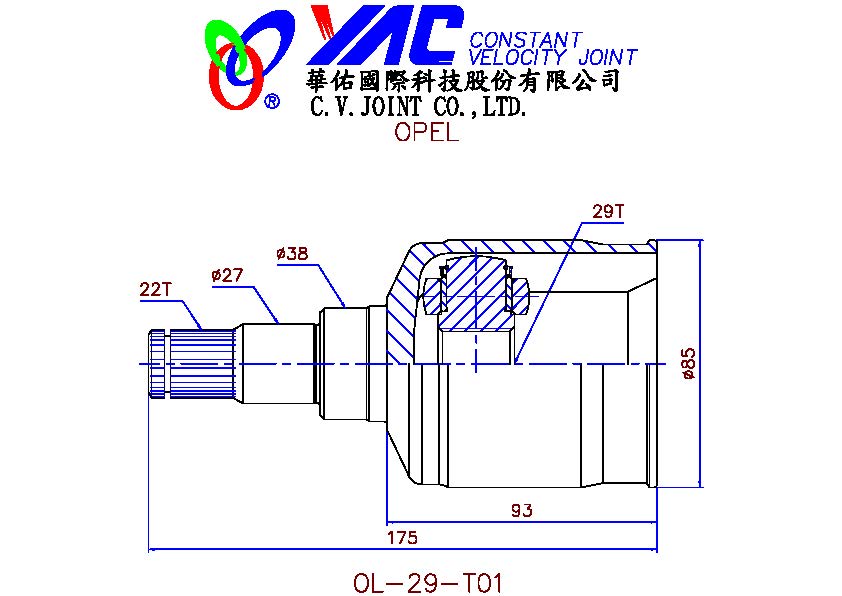 YAC CONSTANT
VELOCITY JOINT
®
華佑國際科技股份有限公司
C.V.JOINT CO.,LTD.
OPEL
29T
ø38
ø27
22T
ø85
93
175
OL-29-T01